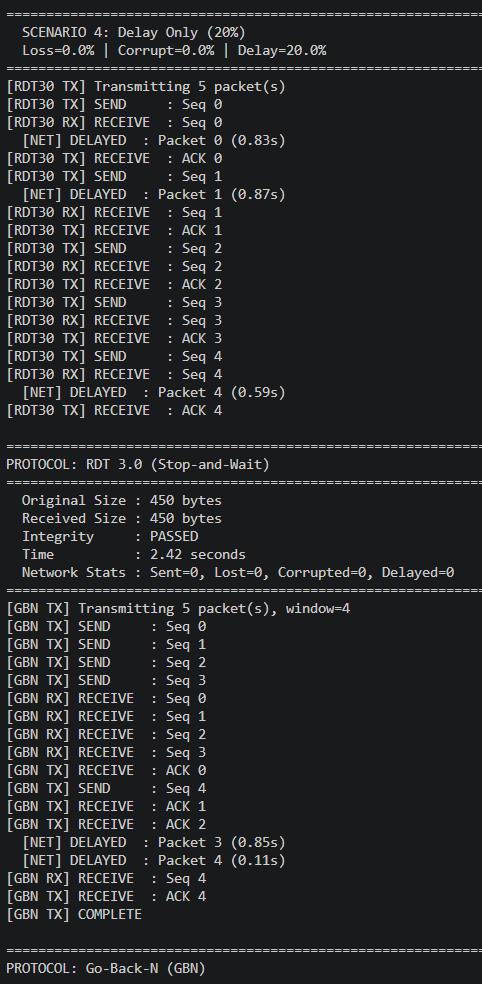 ============================================================
  SCENARIO 4: Delay Only (20%)
  Loss=0.0% | Corrupt=0.0% | Delay=20.0%
============================================================
[RDT30 TX] Transmitting 5 packet(s)
[RDT30 TX] SEND     : Seq 0
[RDT30 RX] RECEIVE  : Seq 0
  [NET] DELAYED  : Packet 0 (0.83s)
[RDT30 TX] RECEIVE  : ACK 0
[RDT30 TX] SEND     : Seq 1
  [NET] DELAYED  : Packet 1 (0.87s)
[RDT30 RX] RECEIVE  : Seq 1
[RDT30 TX] RECEIVE  : ACK 1
[RDT30 TX] SEND     : Seq 2
[RDT30 RX] RECEIVE  : Seq 2
[RDT30 TX] RECEIVE  : ACK 2
[RDT30 TX] SEND     : Seq 3
[RDT30 RX] RECEIVE  : Seq 3
[RDT30 TX] RECEIVE  : ACK 3
[RDT30 TX] SEND     : Seq 4
[RDT30 RX] RECEIVE  : Seq 4
  [NET] DELAYED  : Packet 4 (0.59s)
[RDT30 TX] RECEIVE  : ACK 4

============================================================
PROTOCOL: RDT 3.0 (Stop-and-Wait)
============================================================
  Original Size : 450 bytes
  Received Size : 450 bytes
  Integrity     : PASSED
  Time          : 2.42 seconds
  Network Stats : Sent=0, Lost=0, Corrupted=0, Delayed=0
============================================================
[GBN TX] Transmitting 5 packet(s), window=4
[GBN TX] SEND     : Seq 0
[GBN TX] SEND     : Seq 1
[GBN TX] SEND     : Seq 2
[GBN TX] SEND     : Seq 3
[GBN RX] RECEIVE  : Seq 0
[GBN RX] RECEIVE  : Seq 1
[GBN RX] RECEIVE  : Seq 2
[GBN RX] RECEIVE  : Seq 3
[GBN TX] RECEIVE  : ACK 0
[GBN TX] SEND     : Seq 4
[GBN TX] RECEIVE  : ACK 1
[GBN TX] RECEIVE  : ACK 2
  [NET] DELAYED  : Packet 3 (0.85s)
  [NET] DELAYED  : Packet 4 (0.11s)
[GBN RX] RECEIVE  : Seq 4
[GBN TX] RECEIVE  : ACK 4
[GBN TX] COMPLETE

============================================================
PROTOCOL: Go-Back-N (GBN)